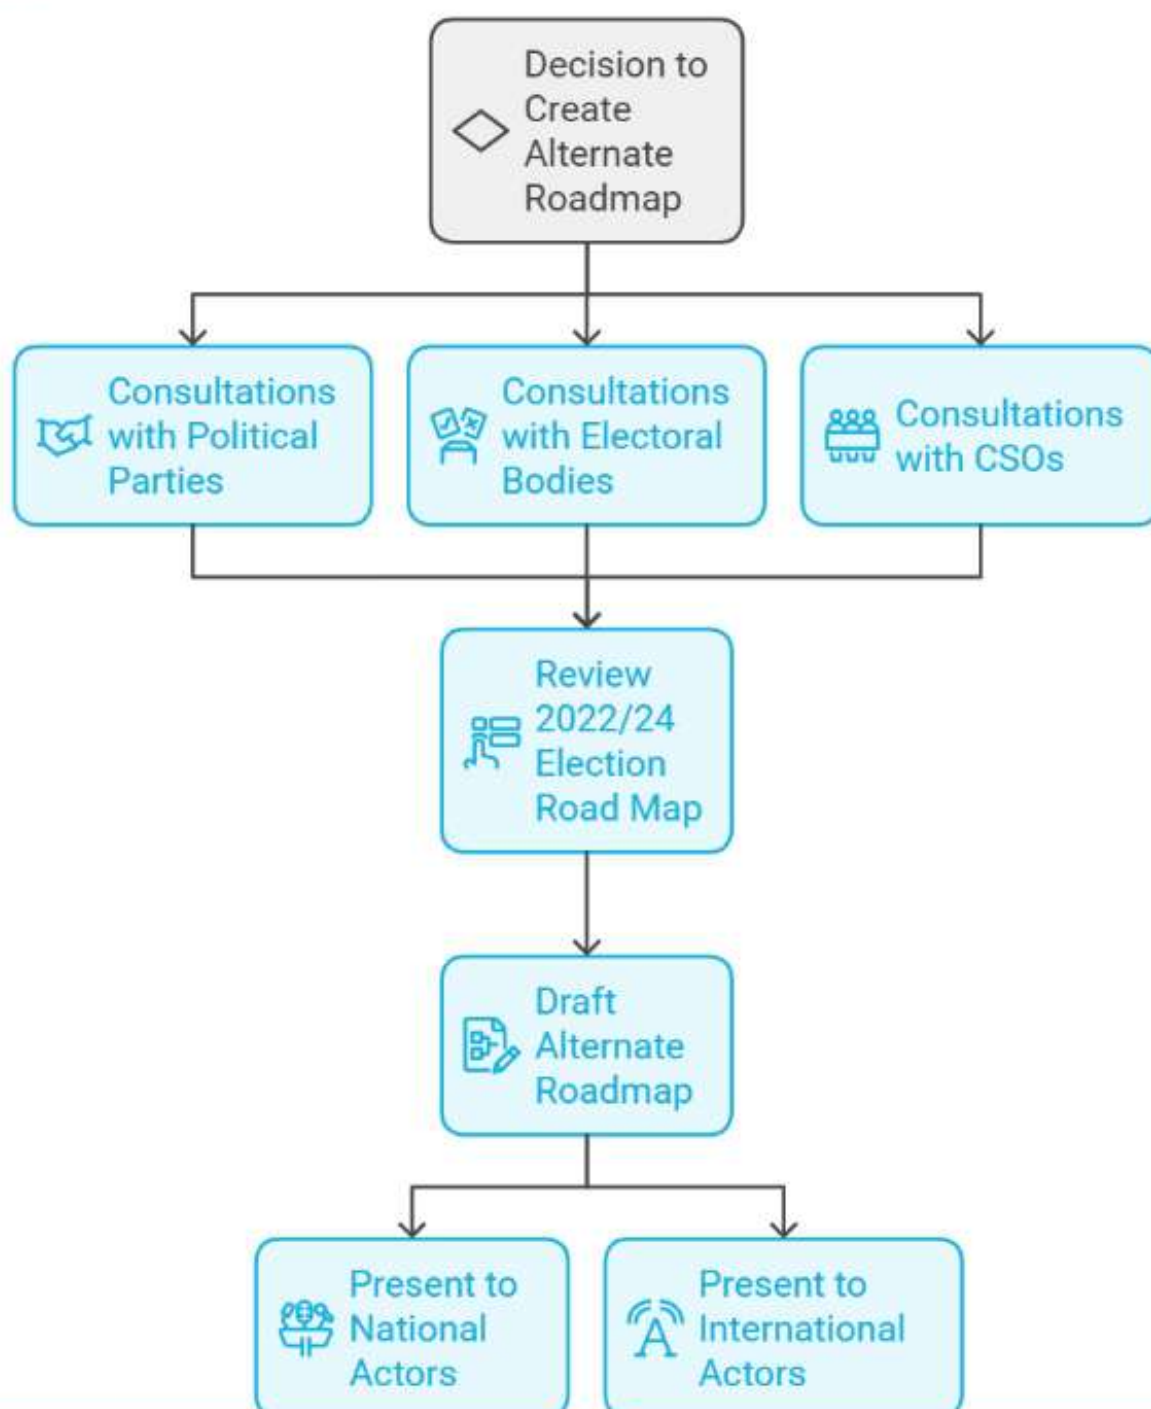 Decision to
Create
Alternate
Roadmap
Consultations
with Political
Parties
Consultations
with Electoral
Bodies
Consultations
with CSOs
Review
2022/24
Election
Road Map
Draft
Alternate
Roadmap
Present to
National
Actors
Present to
International
Actors